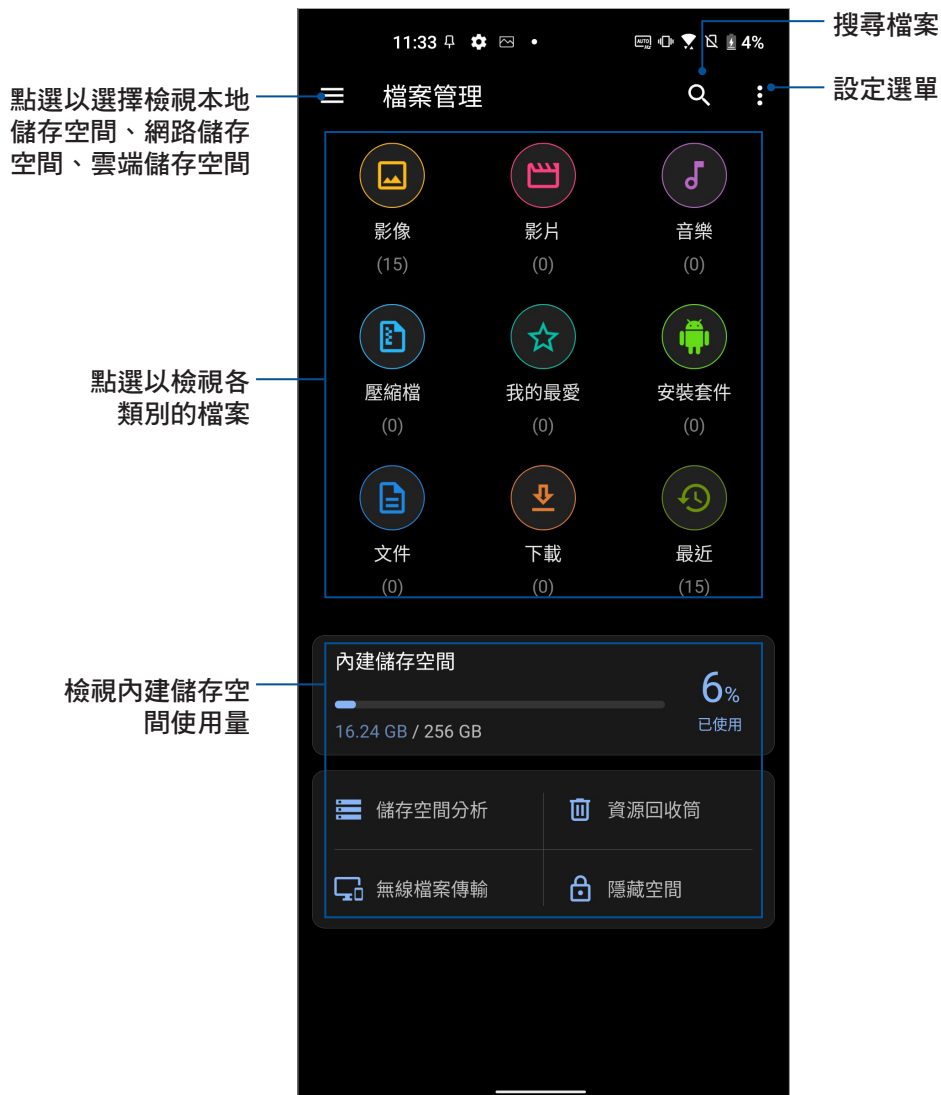 搜尋檔案
11:33
4%
設定選單
點選以選擇檢視本地
儲存空間、網路儲存
空間、雲端儲存空間
檔案管理
影像
影片
音樂
(15)
(0)
(0)
點選以檢視各
類別的檔案
壓縮檔
我的最愛
安裝套件
(0)
(0)
(0)
文件
下載
最近
(0)
(0)
(15)
檢視內建儲存空
間使用量
內建儲存空間
16.24 GB / 256 GB
6%
已使用
儲存空間分析
資源回收筒
無線檔案傳輸
隱藏空間